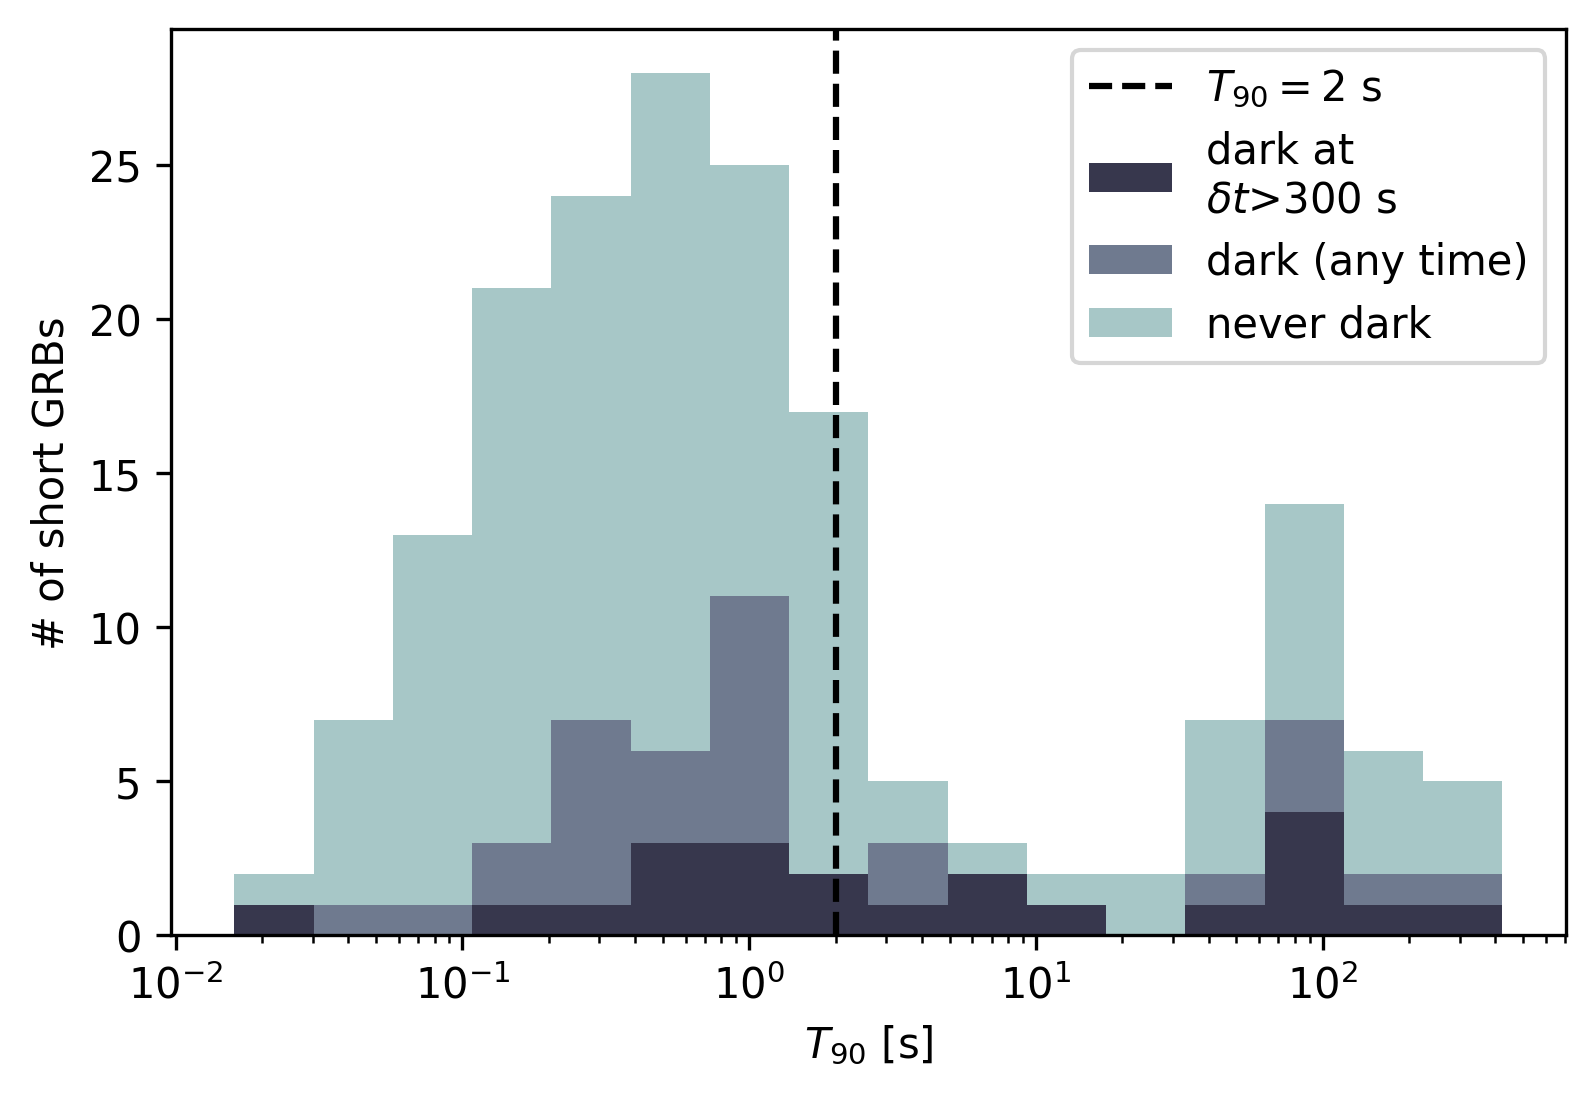 # of short GRBs
25
20
15
10
5
0
10⁻²
10⁻¹
10⁰
10¹
10²
T₉₀ [s]
T₉₀ = 2 s
dark at
δt>300 s
dark (any time)
never dark